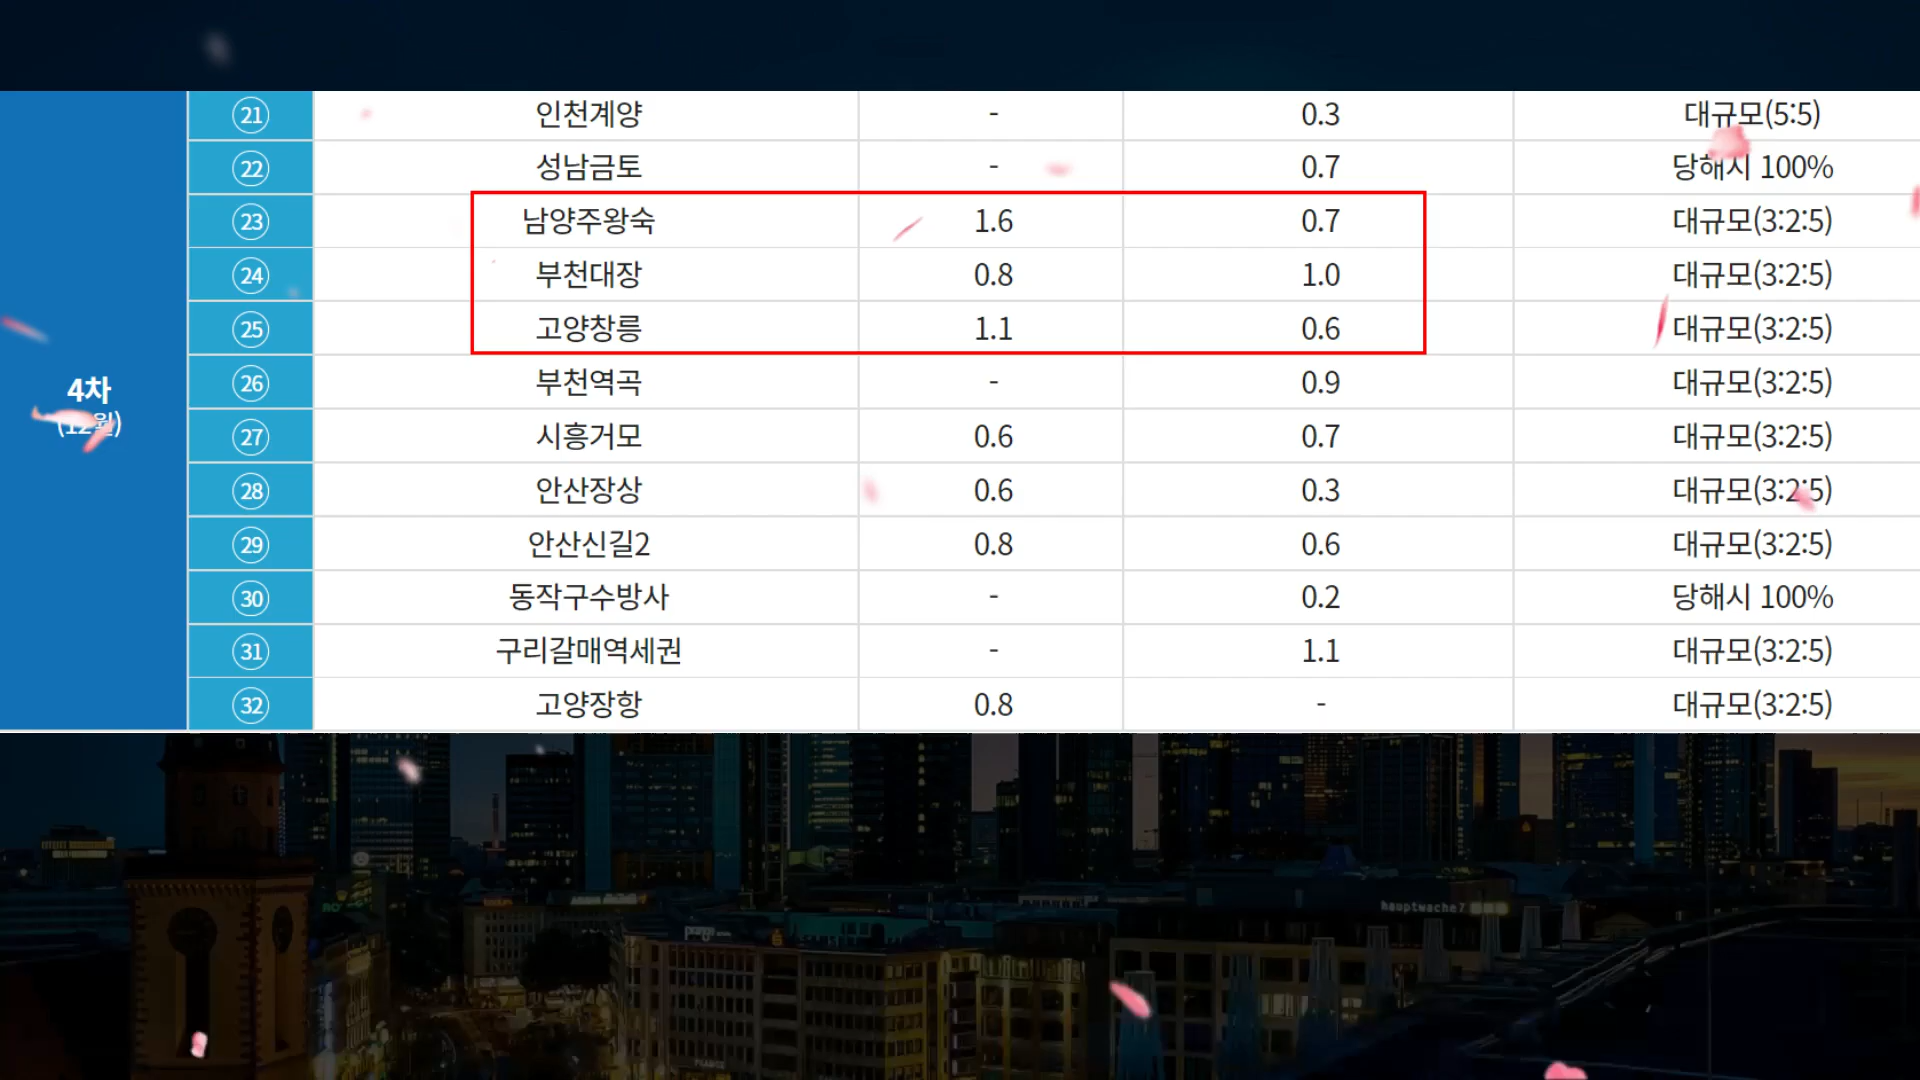 ㉑ 인천계양 - 0.3 대규모(5:5)
㉒ 성남금토 - 0.7 당해시 100%
㉓ 남양주왕숙 1.6 0.7 대규모(3:2:5)
㉔ 부천대장 0.8 1.0 대규모(3:2:5)
㉕ 고양창릉 1.1 0.6 대규모(3:2:5)
4차
(12월)
㉖ 부천역곡 - 0.9 대규모(3:2:5)
㉗ 시흥거모 0.6 0.7 대규모(3:2:5)
㉘ 안산장상 0.6 0.3 대규모(3:2:5)
㉙ 안산신길2 0.8 0.6 대규모(3:2:5)
㉚ 동작구수방사 - 0.2 당해시 100%
㉛ 구리갈매역세권 - 1.1 대규모(3:2:5)
㉜ 고양장항 0.8 - 대규모(3:2:5)
hauptwache7